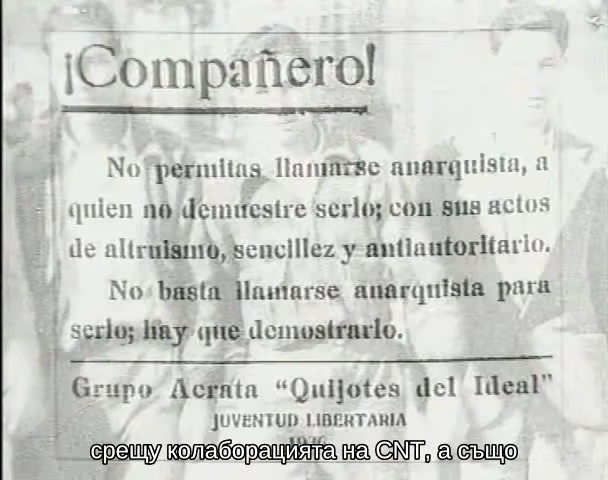 ¡Compañero!
No permitas llamarse anarquista, a
quien no demuestre serlo; con sus actos
de altruismo, sencillez y antiautoritario.
No basta llamarse anarquista para
serlo; hay que demostrarlo.
Grupo Acrata "Quijotes del Ideal"
JUVENTUD LIBERTARIA
срещу колаборацията на CNT, а също